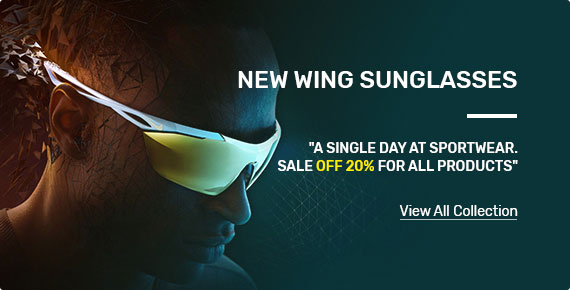 NEW WING SUNGLASSES
"A SINGLE DAY AT SPORTWEAR.
SALE OFF 20% FOR ALL PRODUCTS"
View All Collection